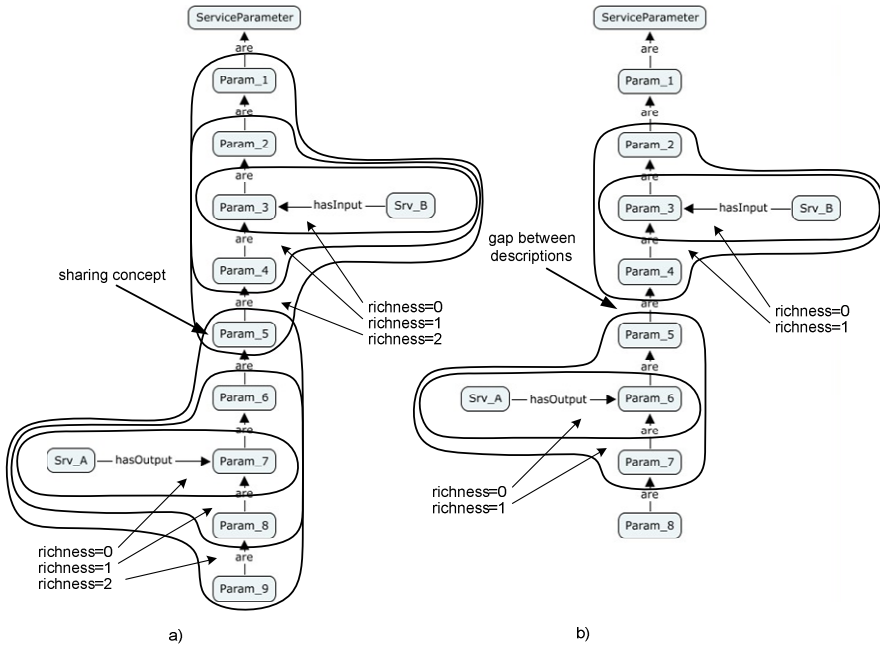 ServiceParameter
are
Param_1
are
Param_2
are
Param_3
hasInput
Srv_B
are
Param_4
are
sharing concept
richness=0
richness=1
richness=2
Param_5
are
Param_6
are
Srv_A
hasOutput
Param_7
are
Param_8
are
richness=0
richness=1
richness=2
Param_9
a)
ServiceParameter
are
Param_1
are
Param_2
are
Param_3
hasInput
Srv_B
are
gap between
descriptions
Param_4
are
richness=0
richness=1
Param_5
are
Srv_A
hasOutput
Param_6
are
Param_7
are
richness=0
richness=1
Param_8
b)